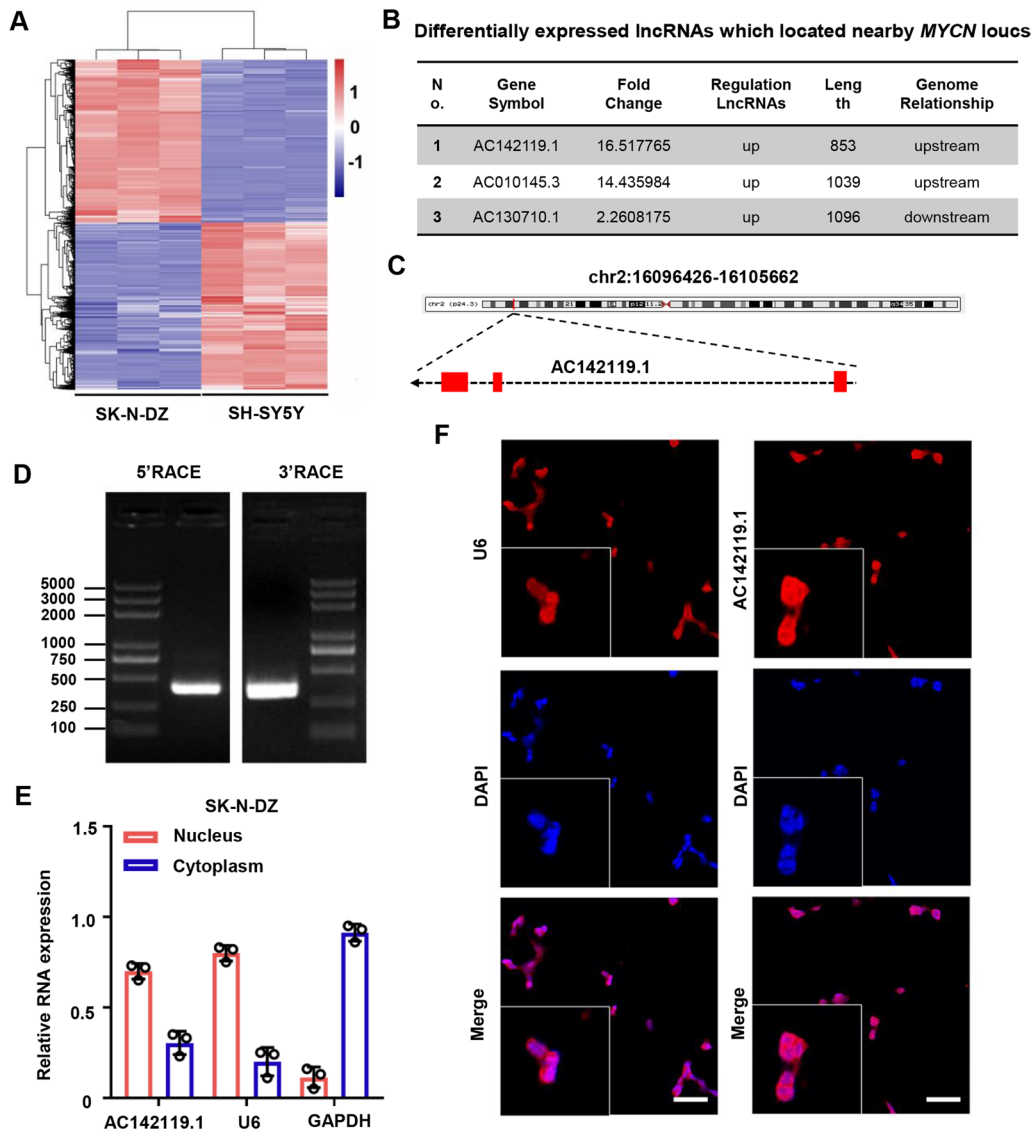 A
1
0
-1
SK-N-DZ
SH-SY5Y
B
Differentially expressed lncRNAs which located nearby MYCN loucs
N
o.
Gene
Symbol
Fold
Change
Regulation
LncRNAs
Leng
th
Genome
Relationship
1 AC142119.1 16.517765 up 853 upstream
2 AC010145.3 14.435984 up 1039 upstream
3 AC130710.1 2.2608175 up 1096 downstream
C
chr2:16096426-16105662
chr2 (p24.3)
AC142119.1
D
5'RACE
3'RACE
5000
3000
2000
1000
750
500
250
100
E
SK-N-DZ
Nucleus
Cytoplasm
Relative RNA expression
1.5
1.0
0.5
0
AC142119.1
U6
GAPDH
F
U6
AC142119.1
DAPI
DAPI
Merge
Merge